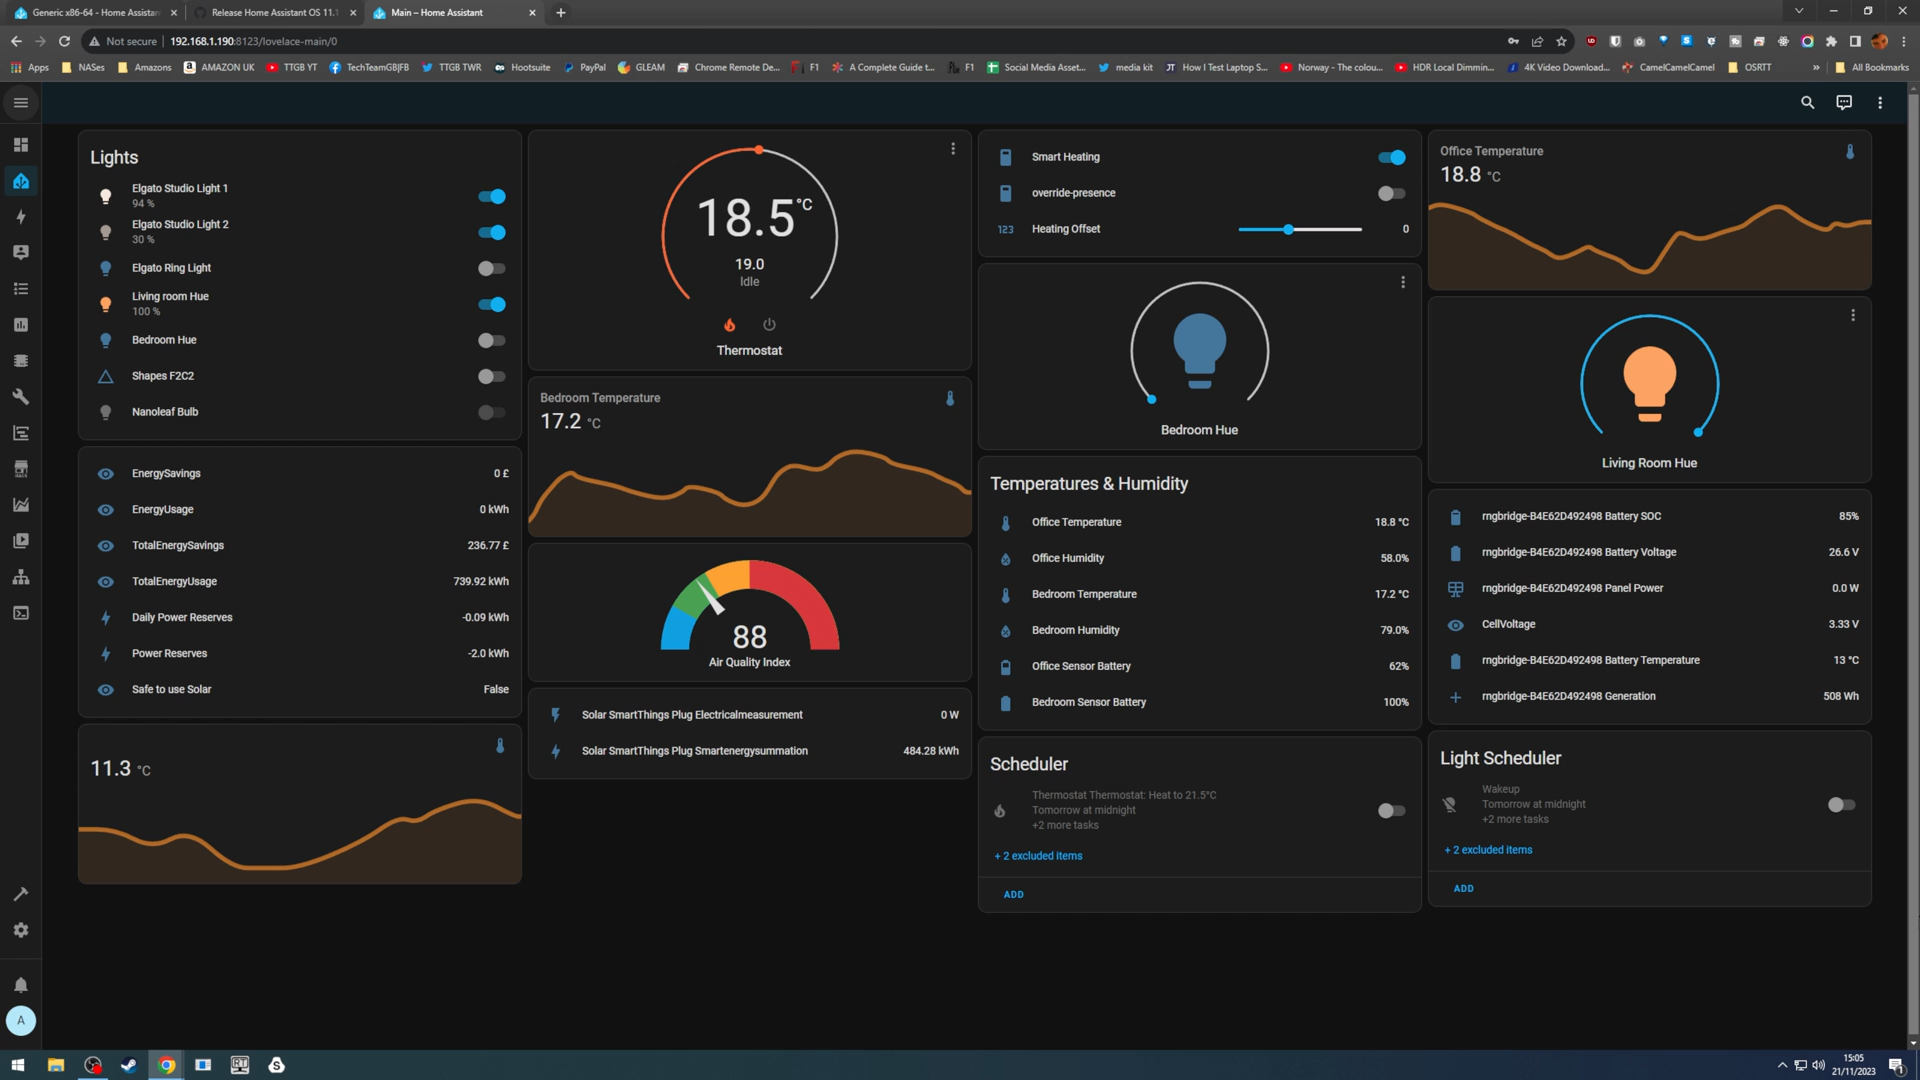 Generic x86-64 - Home Assistan
Release Home Assistant OS 11.1
Main – Home Assistant
Not secure
192.168.1.190:8123/lovelace-main/0
Apps
NASes
Amazons
AMAZON UK
TTGB YT
TechTeamGB|FB
TTGB TWR
Hootsuite
PayPal
GLEAM
Chrome Remote De...
F1
A Complete Guide t...
F1
Social Media Asset...
media kit
How I Test Laptop S...
Norway - The colou...
HDR Local Dimmin...
4K Video Download...
CamelCamelCamel
OSRTT
»
All Bookmarks
Lights
Elgato Studio Light 1
94 %
Elgato Studio Light 2
30 %
Elgato Ring Light
Living room Hue
100 %
Bedroom Hue
Shapes F2C2
Nanoleaf Bulb
EnergySavings
0 £
EnergyUsage
0 kWh
TotalEnergySavings
236.77 £
TotalEnergyUsage
739.92 kWh
Daily Power Reserves
-0.09 kWh
Power Reserves
-2.0 kWh
Safe to use Solar
False
11.3 °C
18.5 °C
19.0
Idle
Thermostat
Bedroom Temperature
17.2 °C
88
Air Quality Index
Solar SmartThings Plug Electricalmeasurement
0 W
Solar SmartThings Plug Smartenergysummation
484.28 kWh
Smart Heating
override-presence
123
Heating Offset
0
Bedroom Hue
Temperatures & Humidity
Office Temperature
18.8 °C
Office Humidity
58.0%
Bedroom Temperature
17.2 °C
Bedroom Humidity
79.0%
Office Sensor Battery
62%
Bedroom Sensor Battery
100%
Scheduler
Thermostat Thermostat: Heat to 21.5°C
Tomorrow at midnight
+2 more tasks
+ 2 excluded items
ADD
Office Temperature
18.8 °C
Living Room Hue
rngbridge-B4E62D492498 Battery SOC
85%
rngbridge-B4E62D492498 Battery Voltage
26.6 V
rngbridge-B4E62D492498 Panel Power
0.0 W
CellVoltage
3.33 V
rngbridge-B4E62D492498 Battery Temperature
13 °C
rngbridge-B4E62D492498 Generation
508 Wh
Light Scheduler
Wakeup
Tomorrow at midnight
+2 more tasks
+ 2 excluded items
ADD
A
15:05
21/11/2023